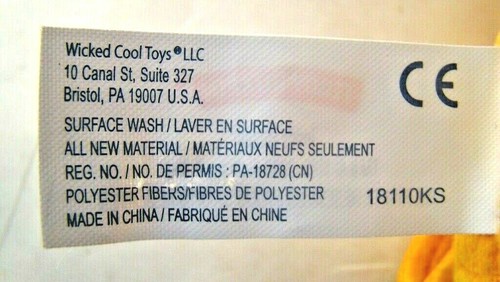 Wicked Cool Toys® LLC
10 Canal St, Suite 327
Bristol, PA 19007 U.S.A.
CE
SURFACE WASH / LAVER EN SURFACE
ALL NEW MATERIAL / MATÉRIAUX NEUFS SEULEMENT
REG. NO. / NO. DE PERMIS : PA-18728 (CN)
POLYESTER FIBERS/FIBRES DE POLYESTER
18110KS
MADE IN CHINA / FABRIQUÉ EN CHINE